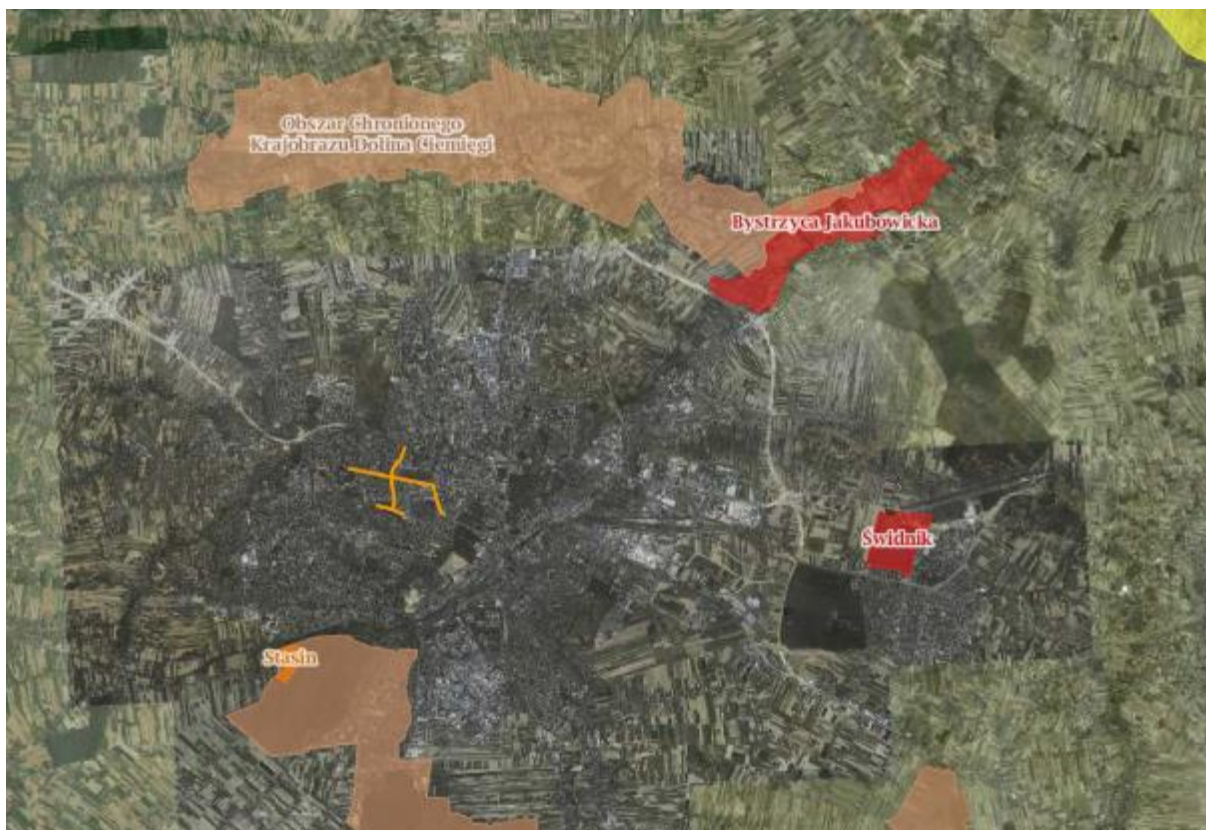 Obszar Chronionego
Krajobrazu Dolina Ciemięgi
Bystrzyca Jakubowicka
Świdnik
Stasin